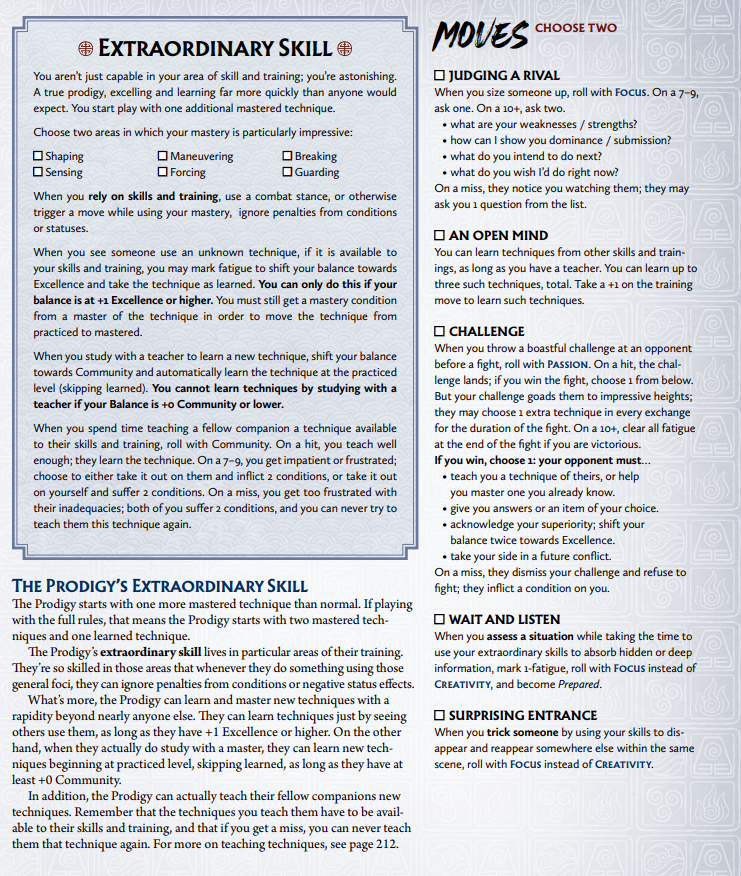 EXTRAORDINARY SKILL
You aren't just capable in your area of skill and training; you're astonishing.
A true prodigy, excelling and learning far more quickly than anyone would
expect. You start play with one additional mastered technique.
Choose two areas in which your mastery is particularly impressive:
☐ Shaping ☐ Maneuvering ☐ Breaking
☐ Sensing ☐ Forcing ☐ Guarding
When you rely on skills and training, use a combat stance, or otherwise
trigger a move while using your mastery, ignore penalties from conditions
or statuses.
When you see someone use an unknown technique, if it is available to
your skills and training, you may mark fatigue to shift your balance towards
Excellence and take the technique as learned. You can only do this if your
balance is at +1 Excellence or higher. You must still get a mastery condition
from a master of the technique in order to move the technique from
practiced to mastered.
When you study with a teacher to learn a new technique, shift your balance
towards Community and automatically learn the technique at the practiced
level (skipping learned). You cannot learn techniques by studying with a
teacher if your Balance is +0 Community or lower.
When you spend time teaching a fellow companion a technique available
to their skills and training, roll with Community. On a hit, you teach well
enough; they learn the technique. On a 7–9, you get impatient or frustrated;
choose to either take it out on them and inflict 2 conditions, or take it out
on yourself and suffer 2 conditions. On a miss, you get too frustrated with
their inadequacies; both of you suffer 2 conditions, and you can never try to
teach them this technique again.
THE PRODIGY'S EXTRAORDINARY SKILL
The Prodigy starts with one more mastered technique than normal. If playing
with the full rules, that means the Prodigy starts with two mastered tech-
niques and one learned technique.
The Prodigy's extraordinary skill lives in particular areas of their training.
They're so skilled in those areas that whenever they do something using those
general foci, they can ignore penalties from conditions or negative status effects.
What's more, the Prodigy can learn and master new techniques with a
rapidity beyond nearly anyone else. They can learn techniques just by seeing
others use them, as long as they have +1 Excellence or higher. On the other
hand, when they actually do study with a master, they can learn new tech-
niques beginning at practiced level, skipping learned, as long as they have at
least +0 Community.
In addition, the Prodigy can actually teach their fellow companions new
techniques. Remember that the techniques you teach them have to be avail-
able to their skills and training, and that if you get a miss, you can never teach
them that technique again. For more on teaching techniques, see page 212.
MOVES CHOOSE TWO
☐ JUDGING A RIVAL
When you size someone up, roll with FOCUS. On a 7–9,
ask one. On a 10+, ask two.
• what are your weaknesses / strengths?
• how can I show you dominance / submission?
• what do you intend to do next?
• what do you wish I'd do right now?
On a miss, they notice you watching them; they may
ask you 1 question from the list.
☐ AN OPEN MIND
You can learn techniques from other skills and train-
ings, as long as you have a teacher. You can learn up to
three such techniques, total. Take a +1 on the training
move to learn such techniques.
☐ CHALLENGE
When you throw a boastful challenge at an opponent
before a fight, roll with PASSION. On a hit, the chal-
lenge lands; if you win the fight, choose 1 from below.
But your challenge goads them to impressive heights;
they may choose 1 extra technique in every exchange
for the duration of the fight. On a 10+, clear all fatigue
at the end of the fight if you are victorious.
If you win, choose 1: your opponent must...
• teach you a technique of theirs, or help
you master one you already know.
• give you answers or an item of your choice.
• acknowledge your superiority; shift your
balance twice towards Excellence.
• take your side in a future conflict.
On a miss, they dismiss your challenge and refuse to
fight; they inflict a condition on you.
☐ WAIT AND LISTEN
When you assess a situation while taking the time to
use your extraordinary skills to absorb hidden or deep
information, mark 1-fatigue, roll with FOCUS instead of
CREATIVITY, and become Prepared.
☐ SURPRISING ENTRANCE
When you trick someone by using your skills to dis-
appear and reappear somewhere else within the same
scene, roll with FOCUS instead of CREATIVITY.